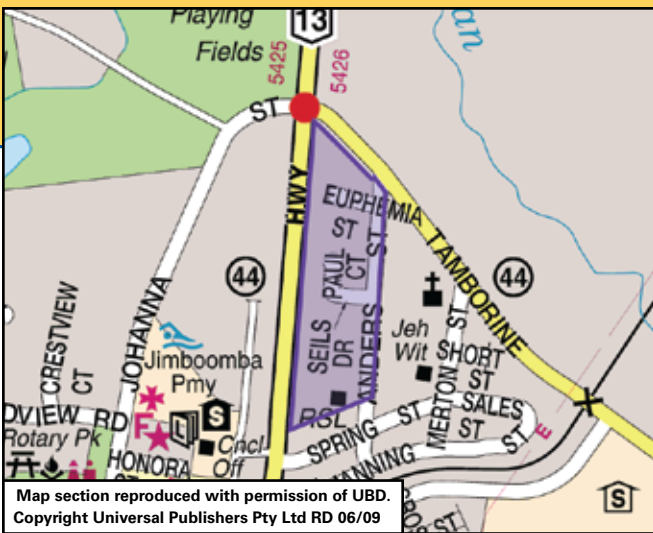 Playing
Fields
13
5425
5426
an
ST
HWY
EUPHEMIA
ST
PAUL
CT
ST
TAMBORINE
44
44
JOHANNA
CRESTVIEW
CT
SEILS
DR
ANDERS
Jeh
Wit
SHORT
ST
MERTON ST
SALES
ST
ST
Jimboomba
Pmy
DVIEW RD
Rotary Pk
F
L
S
Cncl
Off
HONORA
RSL
SPRING ST
MANNING
E
S
ST
Map section reproduced with permission of UBD.
Copyright Universal Publishers Pty Ltd RD 06/09